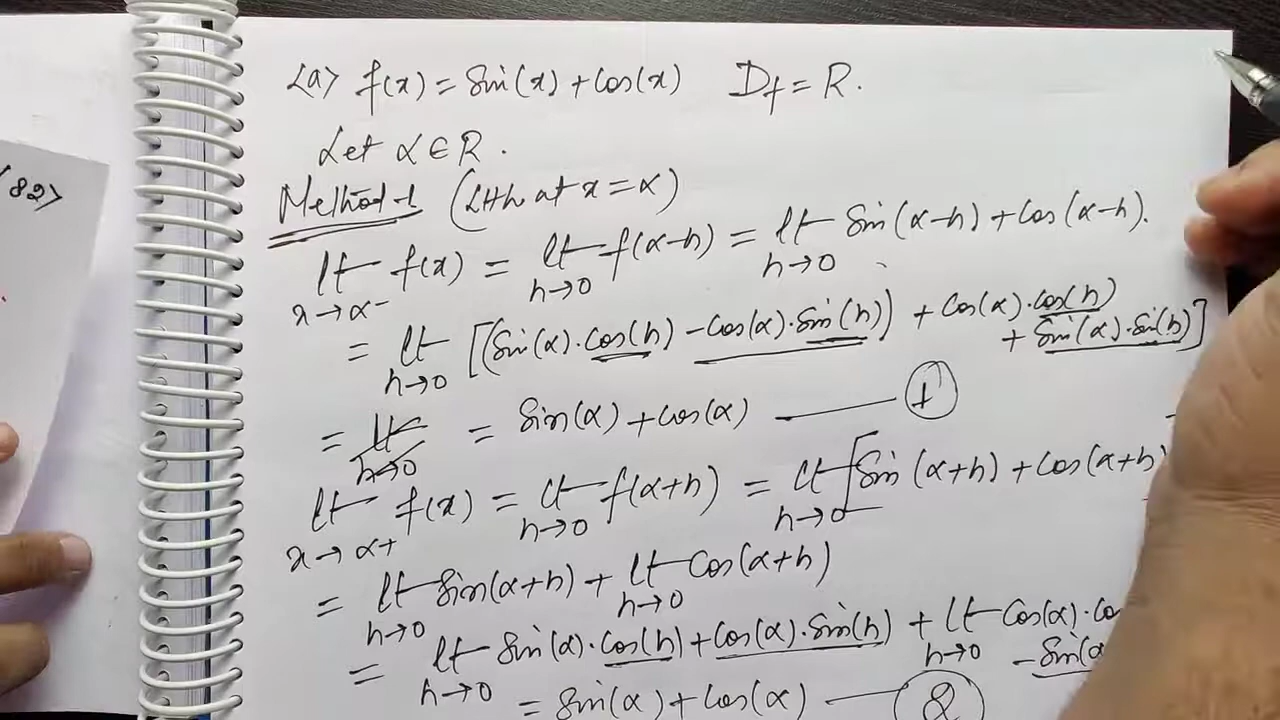 <82>
<a> f(x) = Sin(x) + Cos(x)   Df = R.
Let α ∈ R.
Method-1 (LHL at x = α)
lt x→α- f(x) = lt h→0 f(α-h) = lt h→0 Sin(α-h) + Cos(α-h).
= lt h→0 [(Sin(α).Cos(h) - Cos(α).Sin(h)) + Cos(α).Cos(h)
+ Sin(α).Sin(h)]
= lt h→0 = Sin(α) + Cos(α) — 1
lt x→α+ f(x) = lt h→0 f(α+h) = lt h→0 [Sin(α+h) + Cos(α+h)
= lt h→0 Sin(α+h) + lt h→0 Cos(α+h)
= lt h→0 Sin(α).Cos(h) + Cos(α).Sin(h) + lt h→0 Cos(α).Co
- Sin(α
= Sin(α) + Cos(α) — 2